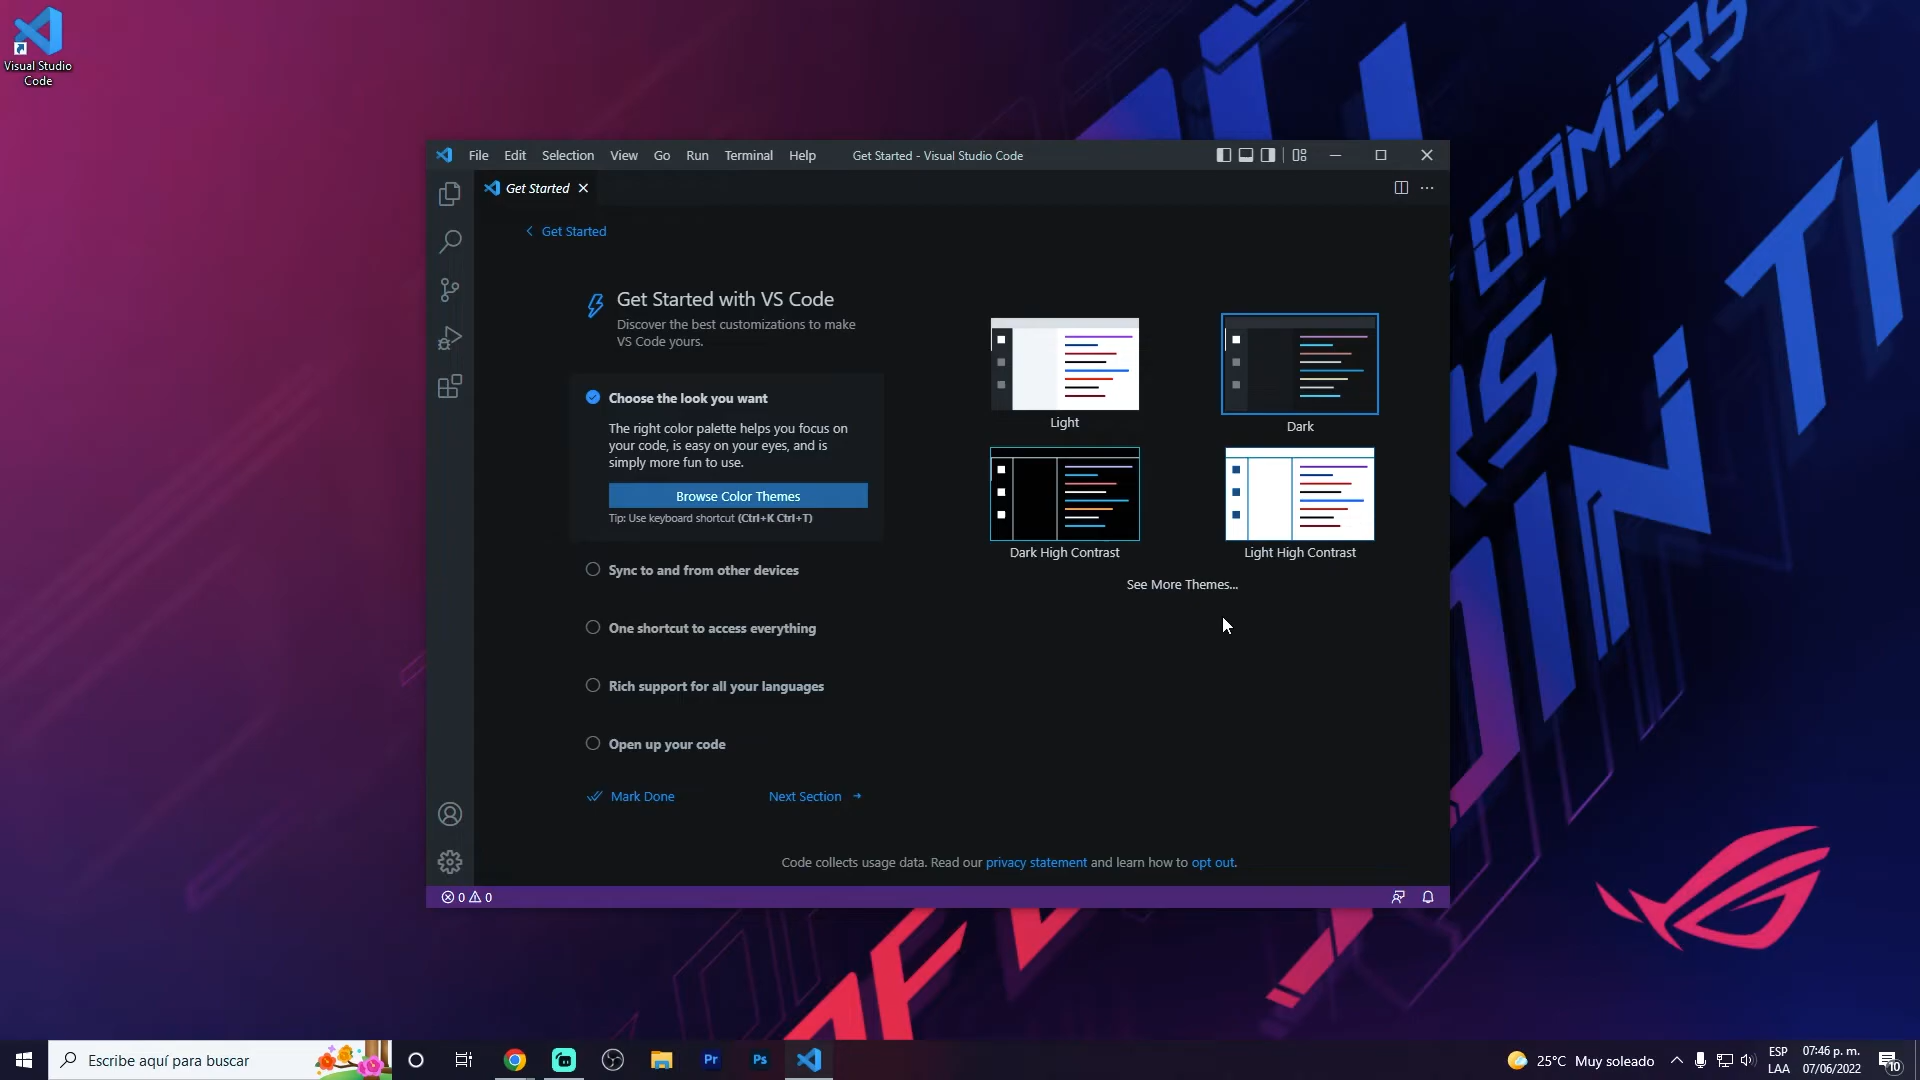 Visual Studio
Code
File Edit Selection View Go Run Terminal Help
Get Started - Visual Studio Code
Get Started
Get Started
Get Started with VS Code
Discover the best customizations to make
VS Code yours.
Choose the look you want
The right color palette helps you focus on
your code, is easy on your eyes, and is
simply more fun to use.
Browse Color Themes
Tip: Use keyboard shortcut (Ctrl+K Ctrl+T)
Sync to and from other devices
One shortcut to access everything
Rich support for all your languages
Open up your code
Mark Done
Next Section
Light
Dark
Dark High Contrast
Light High Contrast
See More Themes...
Code collects usage data. Read our privacy statement and learn how to opt out.
0 0
GAMERS
Escribe aquí para buscar
Pr
Ps
25°C Muy soleado
ESP
LAA
07:46 p. m.
07/06/2022
10